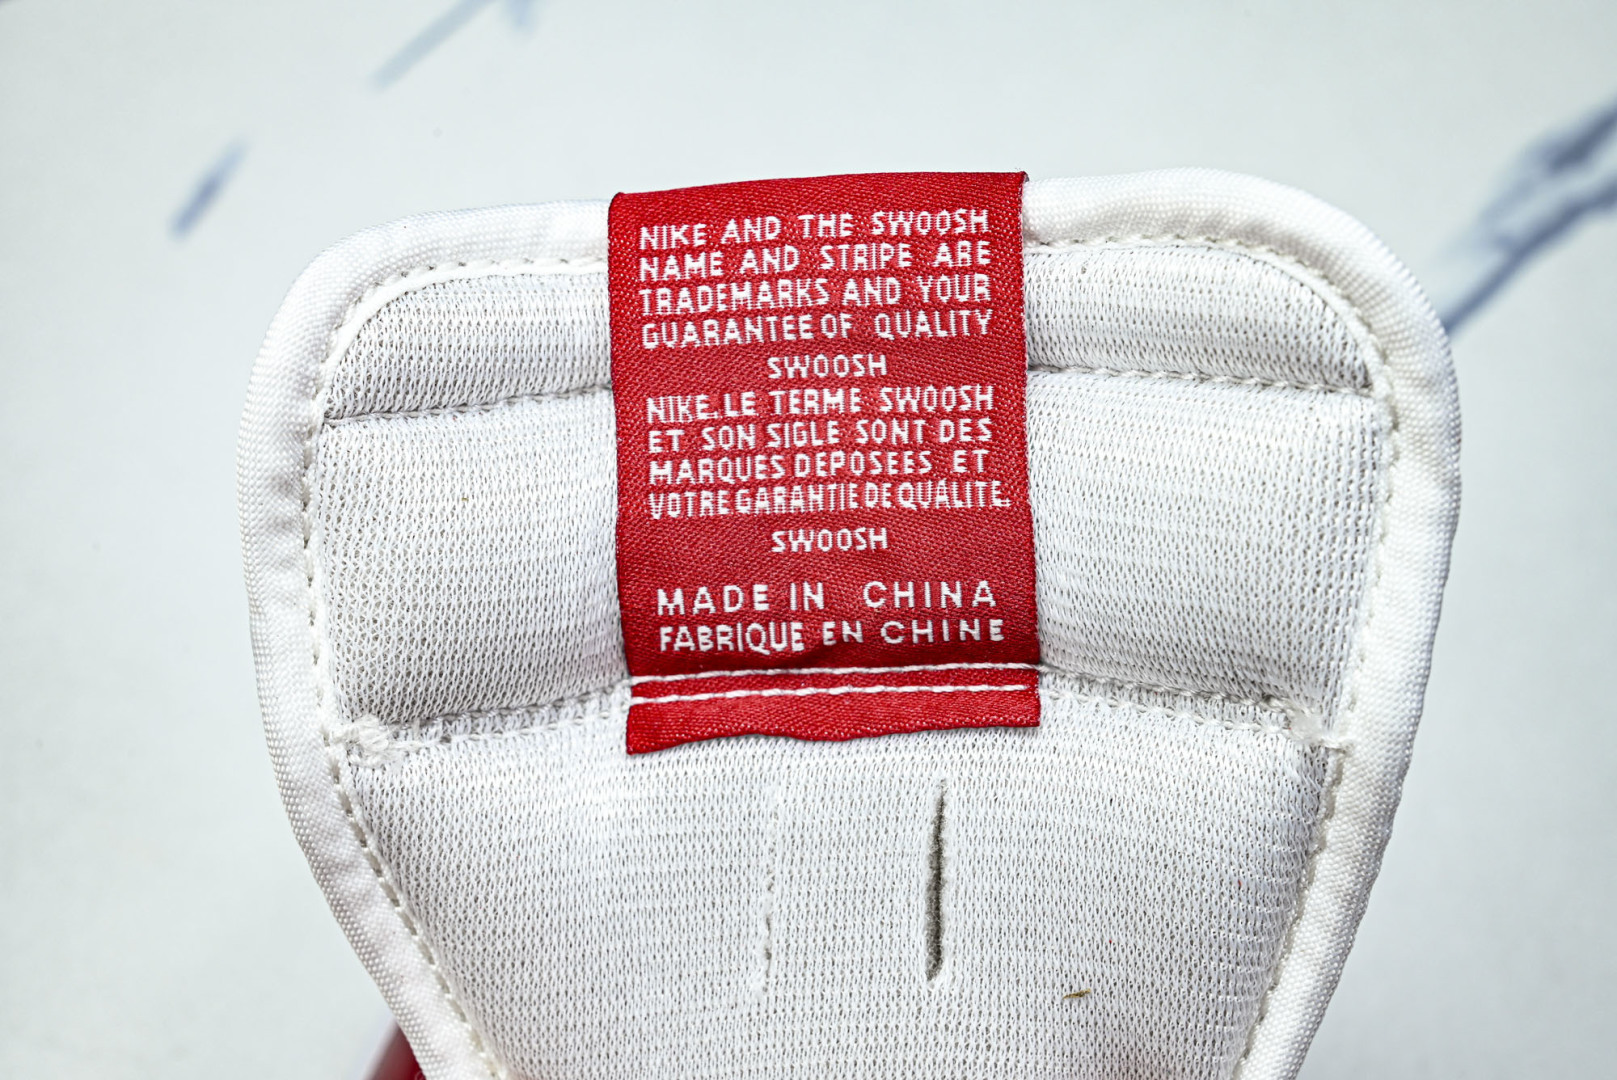 NIKE AND THE SWOOSH
NAME AND STRIPE ARE
TRADEMARKS AND YOUR
GUARANTEE OF QUALITY
SWOOSH
NIKE.LE TERME SWOOSH
ET SON SIGLE SONT DES
MARQUES DEPOSEES ET
VOTRE GARANTIE DE QUALITE.
SWOOSH
MADE IN CHINA
FABRIQUE EN CHINE